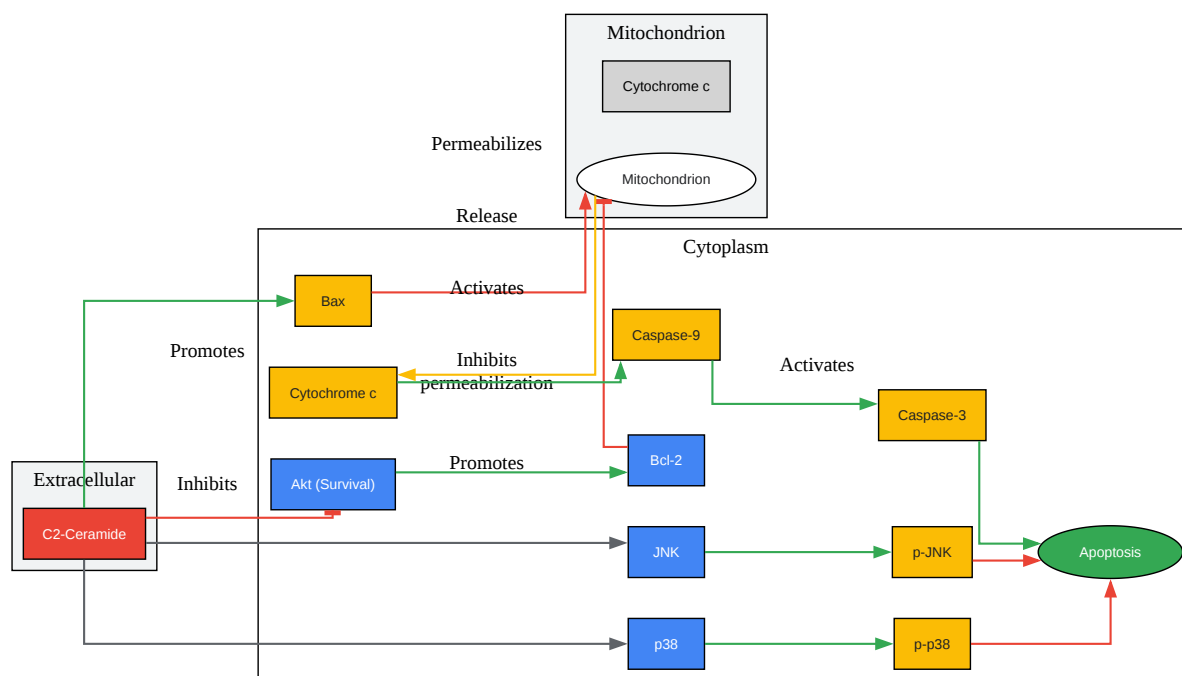 Mitochondrion
Cytochrome c
Permeabilizes
Mitochondrion
Release
Cytoplasm
Bax
Activates
Caspase-9
Promotes
Inhibits
permeabilization
Activates
Cytochrome c
Caspase-3
Extracellular
Inhibits
Akt (Survival)
Promotes
Bcl-2
C2-Ceramide
JNK
p-JNK
Apoptosis
p38
p-p38